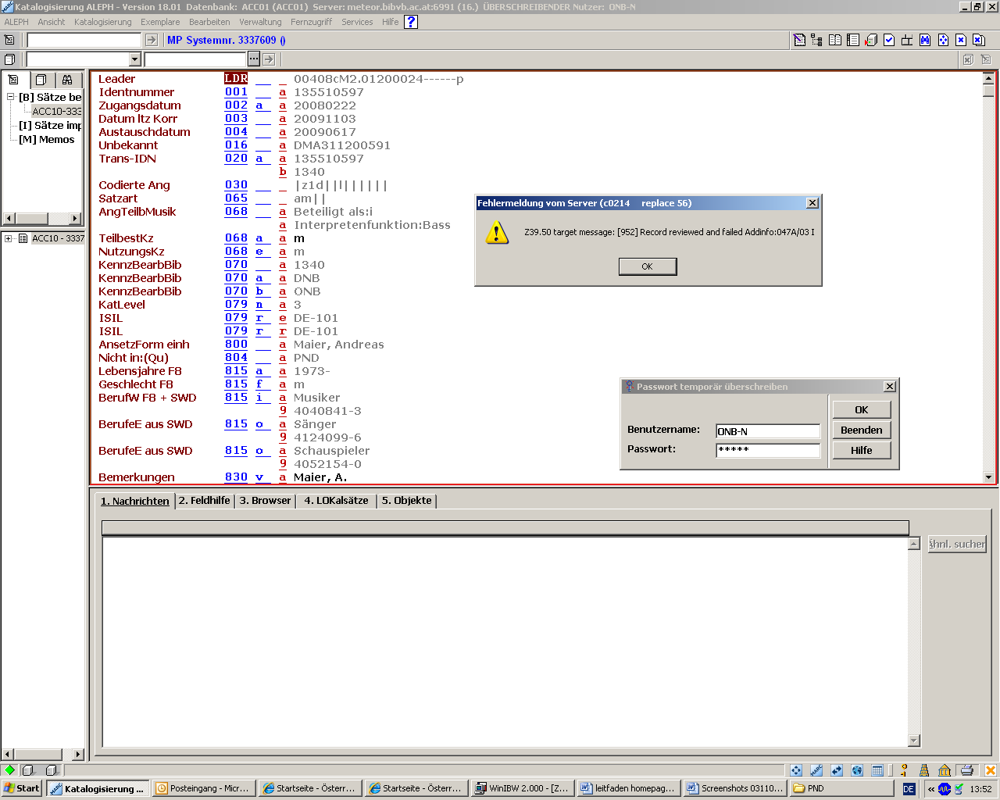 Katalogisierung ALEPH - Version 18.01 Datenbank: ACC01 (ACC01) Server: meteor.bibvb.ac.at:6991 (16.) ÜBERSCHREIBENDER Nutzer: ONB-N
ALEPH Ansicht Katalogisierung Exemplare Bearbeiten Verwaltung Fernzugriff Services Hilfe ?
MP Systemnr. 3337609 ()
[B] Sätze be
ACC10-333
[I] Sätze imp
[M] Memos
ACC10 - 3337
Leader LDR 00408cM2.01200024------p
Identnummer 001 a 135510597
Zugangsdatum 002 a a 20080222
Datum ltz Korr 003 a 20091103
Austauschdatum 004 a 20090617
Unbekannt 016 a DMA311200591
Trans-IDN 020 a a 135510597
b 1340
Codierte Ang 030 |z1d||l||||||
Satzart 065 am||
AngTeilbMusik 068 a Beteiligt als:i
a Interpretenfunktion:Bass
TeilbestKz 068 a a m
NutzungsKz 068 e a m
KennzBearbBib 070 a 1340
KennzBearbBib 070 a a DNB
KennzBearbBib 070 b a ONB
KatLevel 079 n a 3
ISIL 079 r e DE-101
ISIL 079 r r DE-101
AnsetzForm einh 800 a Maier, Andreas
Nicht in:(Qu) 804 a PND
Lebensjahre F8 815 a a 1973-
Geschlecht F8 815 f a m
BerufW F8 + SWD 815 i a Musiker
9 4040841-3
BerufeE aus SWD 815 o a Sänger
9 4124099-6
BerufeE aus SWD 815 o a Schauspieler
9 4052154-0
Bemerkungen 830 v a Maier, A.
Fehlermeldung vom Server (c0214 replace 56)
Z39.50 target message: [952] Record reviewed and failed Addinfo:047A/03 I
OK
Passwort temporär überschreiben
Benutzername: ONB-N
Passwort: *****
OK
Beenden
Hilfe
1. Nachrichten 2. Feldhilfe 3. Browser 4. LOKalsätze 5. Objekte
ähnl. sucher
Start Katalogisierung ... Posteingang - Micr... Startseite - Österr... Startseite - Österr... WinIBW 2.000 - [Z... leitfaden homepag... Screenshots 03110... PND DE « 13:52